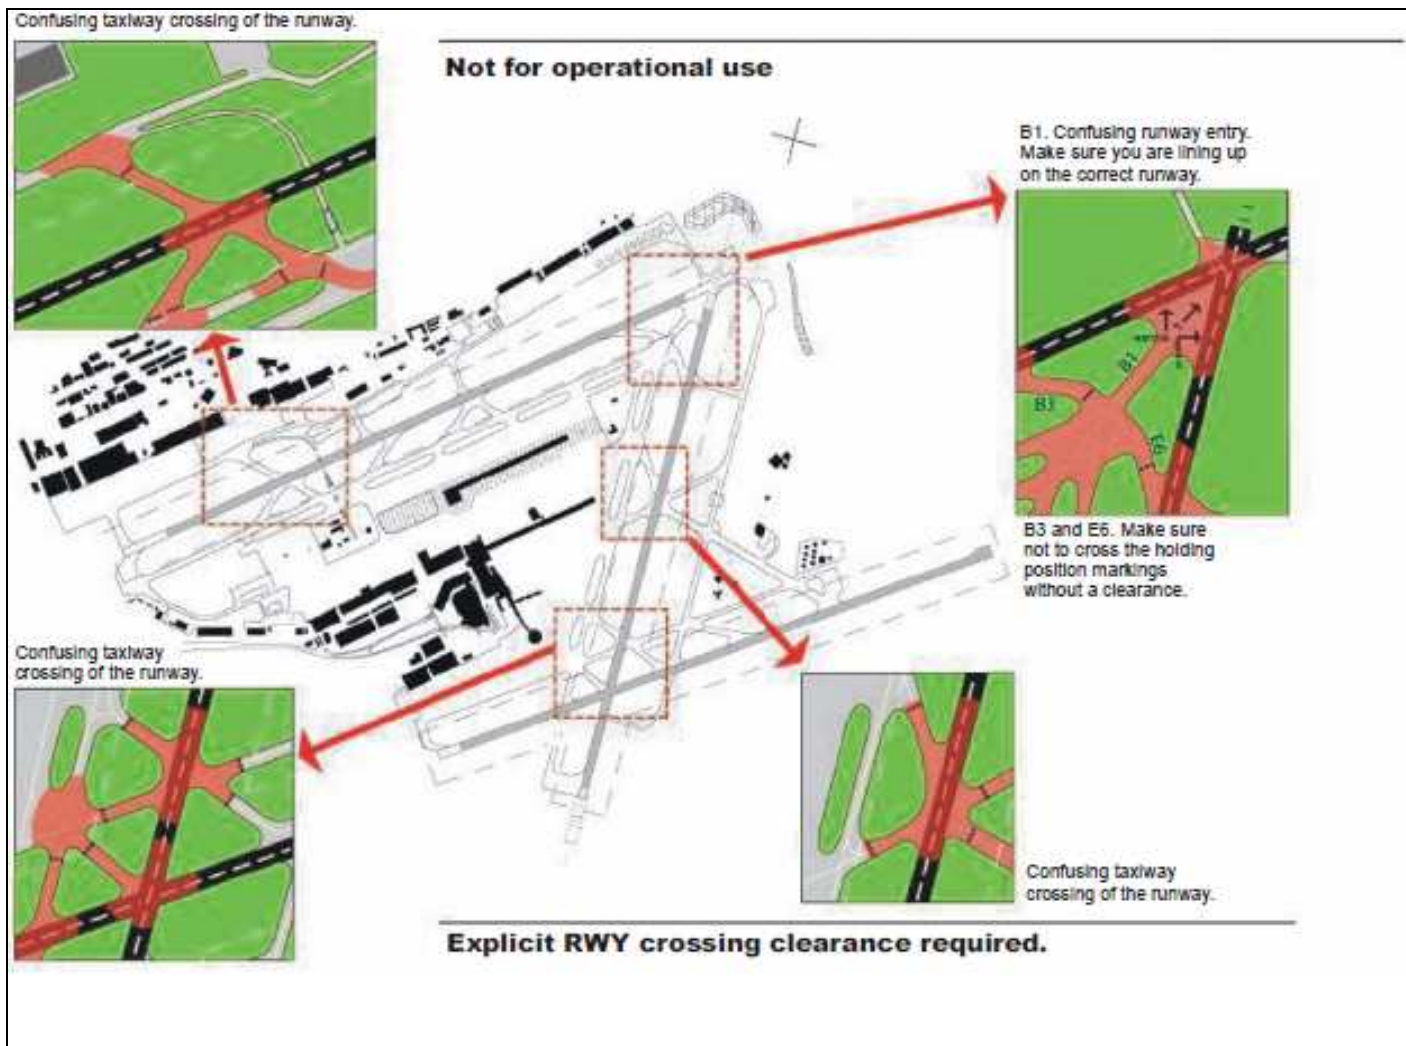 Confusing taxiway crossing of the runway.
Not for operational use
B1. Confusing runway entry.
Make sure you are lining up
on the correct runway.
B1
B3
E6
B3 and E6. Make sure
not to cross the holding
position markings
without a clearance.
Confusing taxiway
crossing of the runway.
Confusing taxiway
crossing of the runway.
Explicit RWY crossing clearance required.